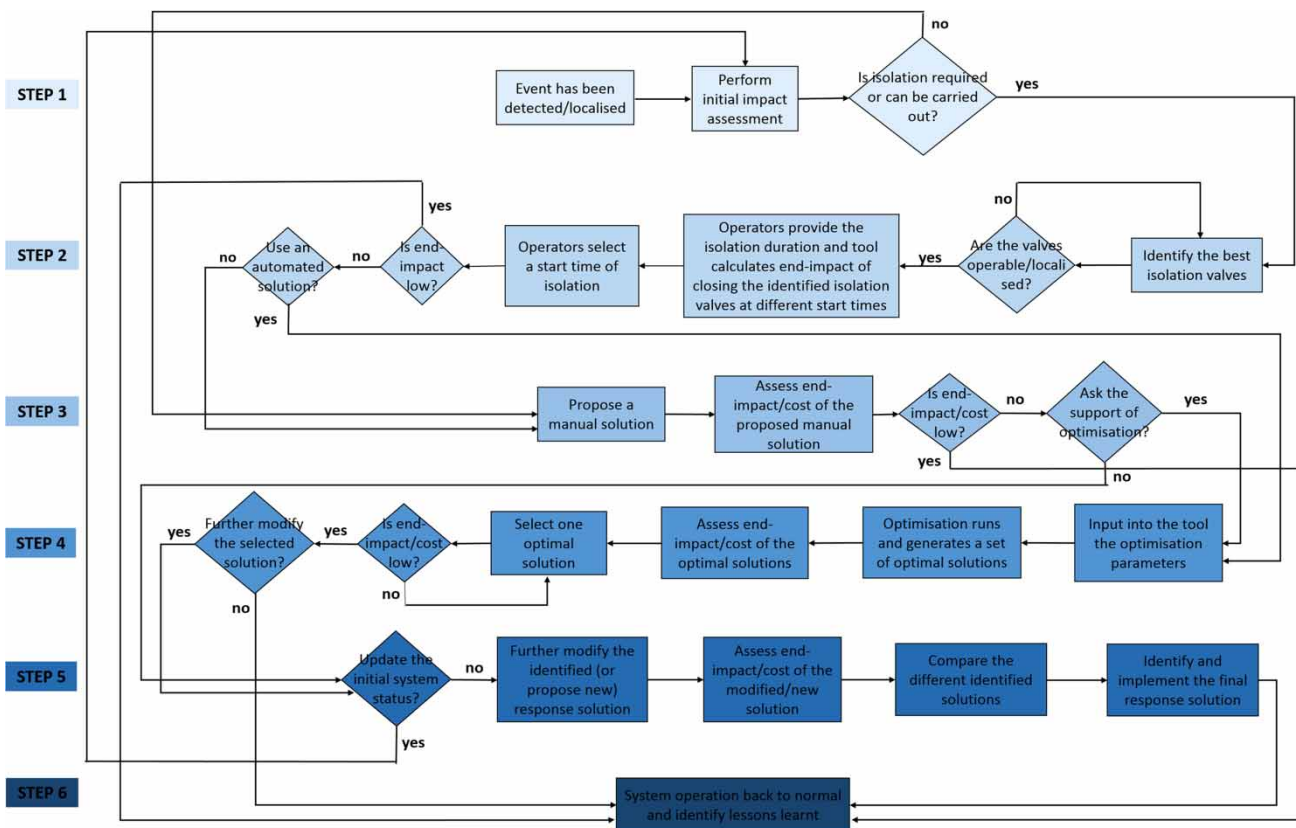 no
STEP 1
Event has been
detected/localised
Perform
initial impact
assessment
Is isolation required
or can be carried
out?
yes
STEP 2
no
Use an
automated
solution?
yes
no
Is end-
impact
low?
yes
Operators select
a start time of
isolation
Operators provide the
isolation duration and tool
calculates end-impact of
closing the identified isolation
valves at different start times
yes
Are the valves
operable/locali
sed?
no
Identify the best
isolation valves
STEP 3
Propose a
manual solution
Assess end-
impact/cost of the
proposed manual
solution
Is end-
impact/cost
low?
no
yes
Ask the
support of
optimisation?
yes
no
STEP 4
yes
Further modify
the selected
solution?
no
yes
Is end-
impact/cost
low?
no
Select one
optimal
solution
Assess end-
impact/cost of the
optimal solutions
Optimisation runs
and generates a set
of optimal solutions
Input into the tool
the optimisation
parameters
STEP 5
Update the
initial system
status?
no
yes
Further modify the
identified (or
propose new)
response solution
Assess end-
impact/cost of the
modified/new
solution
Compare the
different identified
solutions
Identify and
implement the final
response solution
STEP 6
System operation back to normal
and identify lessons learnt